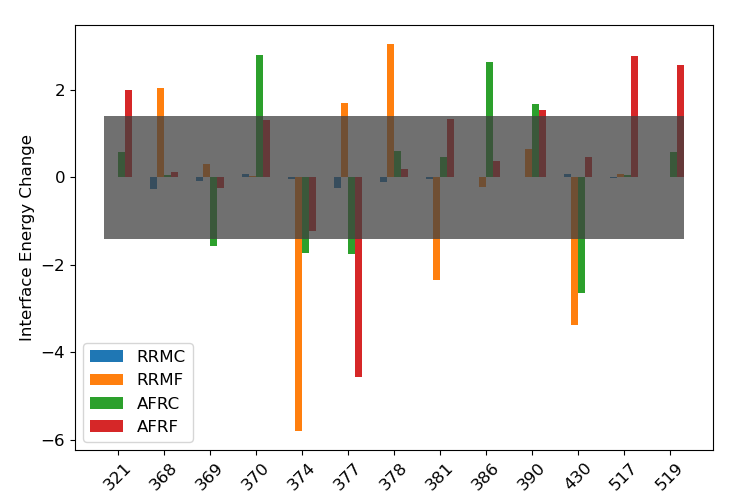 Interface Energy Change
2
0
−2
−4
−6
RRMC
RRMF
AFRC
AFRF
321 368 369 370 374 377 378 381 386 390 430 517 519